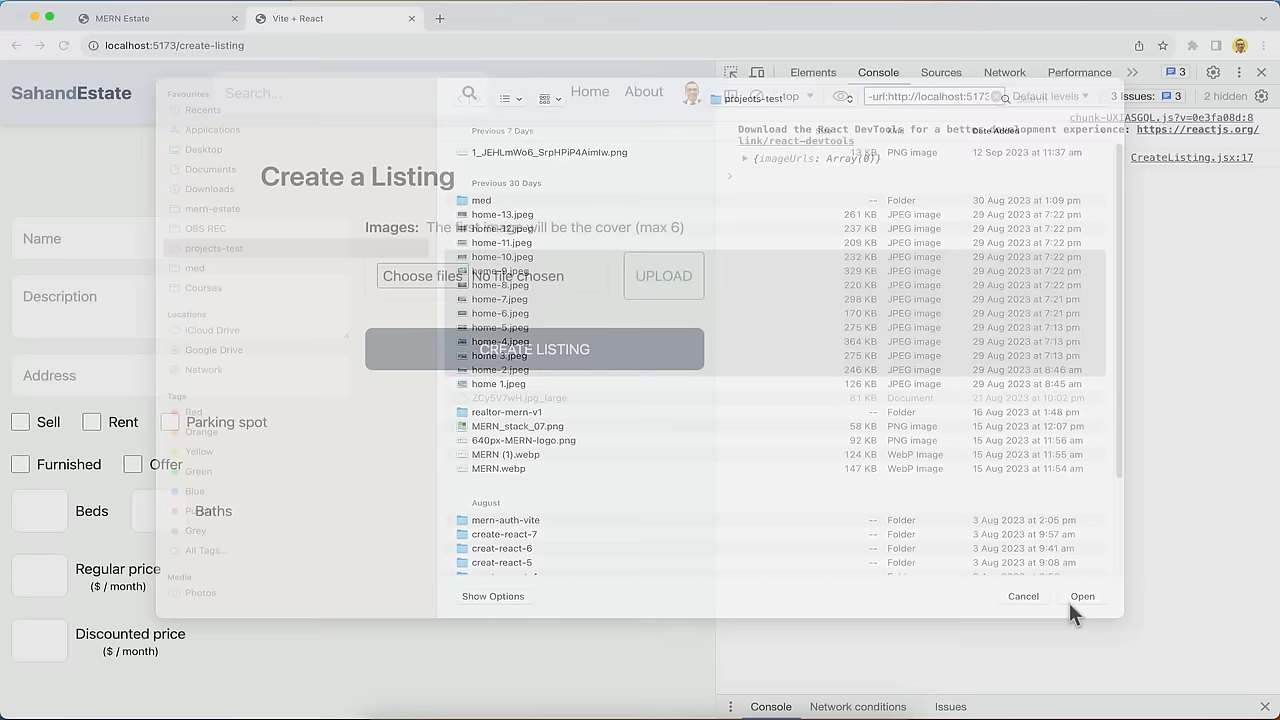 MERN Estate
Vite + React
localhost:5173/create-listing
Elements
Console
Sources
Network
Performance
3
SahandEstate
Search...
Home
About
top
-url:http://localhost:5173
Default levels
3 Issues:
3
2 hidden
chunk-UXIASGQL.js?v=0e3fa08d:8
Download the React DevTools for a better development experience: https://reactjs.org/
link/react-devtools
{imageUrls: Array(0)}
CreateListing.jsx:17
Create a Listing
Name
Description
Address
Sell
Rent
Parking spot
Furnished
Offer
Beds
Baths
Regular price
($ / month)
Discounted price
($ / month)
Images: The first image will be the cover (max 6)
Choose files
No file chosen
UPLOAD
CREATE LISTING
Favourites
Recents
Applications
Desktop
Documents
Downloads
mern-estate
OBS REC
projects-test
med
Courses
Locations
iCloud Drive
Google Drive
Network
Tags
Red
Orange
Yellow
Green
Blue
Grey
All Tags...
Media
Photos
projects-test
Date Added
Previous 7 Days
1_JEHLmWo6_SrpHPiP4AimIw.png 13 KB PNG image 12 Sep 2023 at 11:37 am
Previous 30 Days
med -- Folder 30 Aug 2023 at 1:09 pm
home-13.jpeg 261 KB JPEG image 29 Aug 2023 at 7:22 pm
home-12.jpeg 237 KB JPEG image 29 Aug 2023 at 7:22 pm
home-11.jpeg 209 KB JPEG image 29 Aug 2023 at 7:22 pm
home-10.jpeg 232 KB JPEG image 29 Aug 2023 at 7:22 pm
home-9.jpeg 329 KB JPEG image 29 Aug 2023 at 7:22 pm
home-8.jpeg 220 KB JPEG image 29 Aug 2023 at 7:22 pm
home-7.jpeg 298 KB JPEG image 29 Aug 2023 at 7:21 pm
home-6.jpeg 170 KB JPEG image 29 Aug 2023 at 7:21 pm
home-5.jpeg 275 KB JPEG image 29 Aug 2023 at 7:13 pm
home-4.jpeg 364 KB JPEG image 29 Aug 2023 at 7:13 pm
home 3.jpeg 275 KB JPEG image 29 Aug 2023 at 7:13 pm
home-2.jpeg 246 KB JPEG image 29 Aug 2023 at 8:46 am
home 1.jpeg 126 KB JPEG image 29 Aug 2023 at 8:45 am
ZCy5V7wH.jpg_large 81 KB Document 21 Aug 2023 at 10:02 pm
realtor-mern-v1 -- Folder 16 Aug 2023 at 1:48 pm
MERN_stack_07.png 58 KB PNG image 15 Aug 2023 at 12:07 pm
640px-MERN-logo.png 92 KB PNG image 15 Aug 2023 at 11:56 am
MERN (1).webp 124 KB WebP Image 15 Aug 2023 at 11:55 am
MERN.webp 147 KB WebP Image 15 Aug 2023 at 11:54 am
August
mern-auth-vite -- Folder 3 Aug 2023 at 2:05 pm
create-react-7 -- Folder 3 Aug 2023 at 9:57 am
creat-react-6 -- Folder 3 Aug 2023 at 9:41 am
creat-react-5 -- Folder 3 Aug 2023 at 9:08 am
Show Options
Cancel
Open
Console
Network conditions
Issues